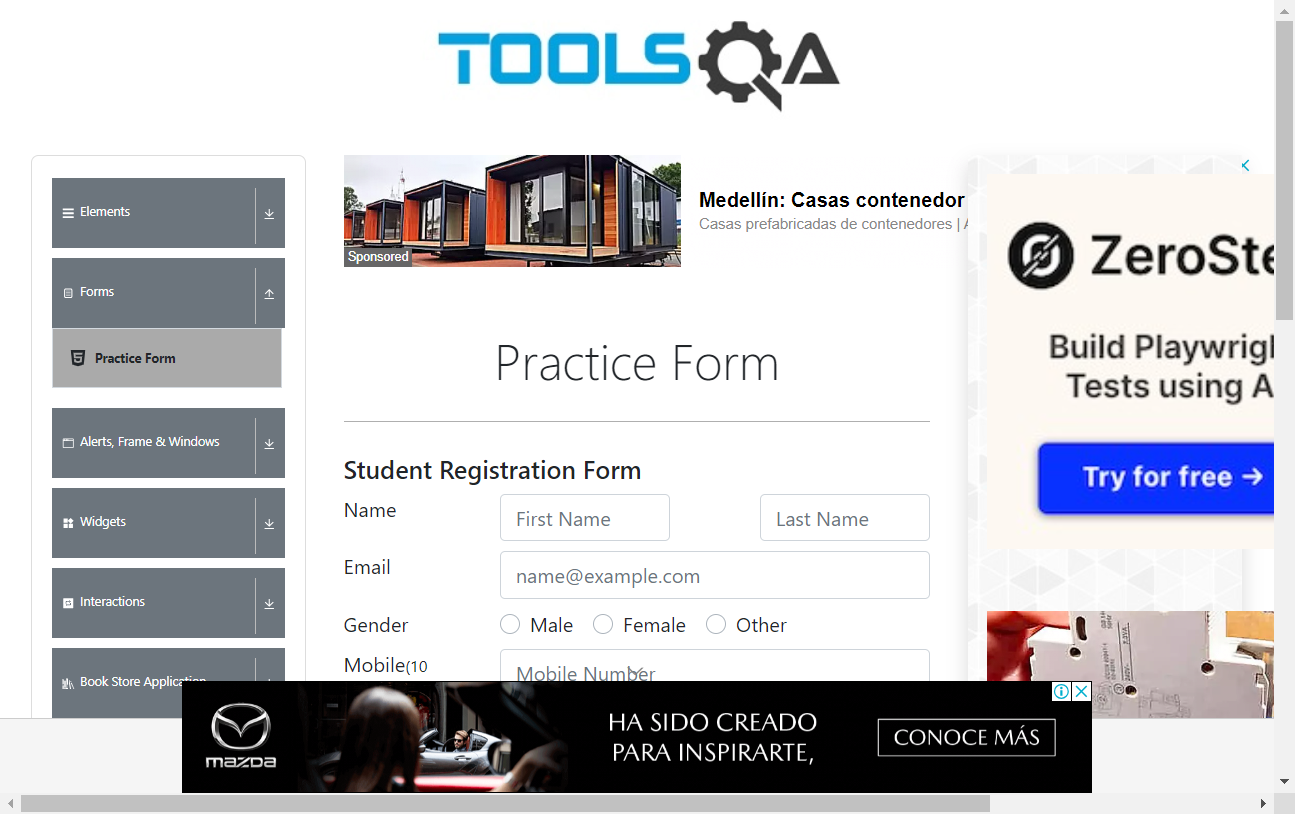 TOOLSQA
Elements
Forms
Practice Form
Alerts, Frame & Windows
Widgets
Interactions
Book Store Application
Sponsored
Medellín: Casas contenedor
Casas prefabricadas de contenedores | A
Practice Form
Student Registration Form
Name
First Name
Last Name
Email
name@example.com
Gender
Male
Female
Other
Mobile(10
Mobile Number
ZeroSte
Build Playwrigh
Tests using A
Try for free →
mazda
HA SIDO CREADO
PARA INSPIRARTE,
CONOCE MÁS